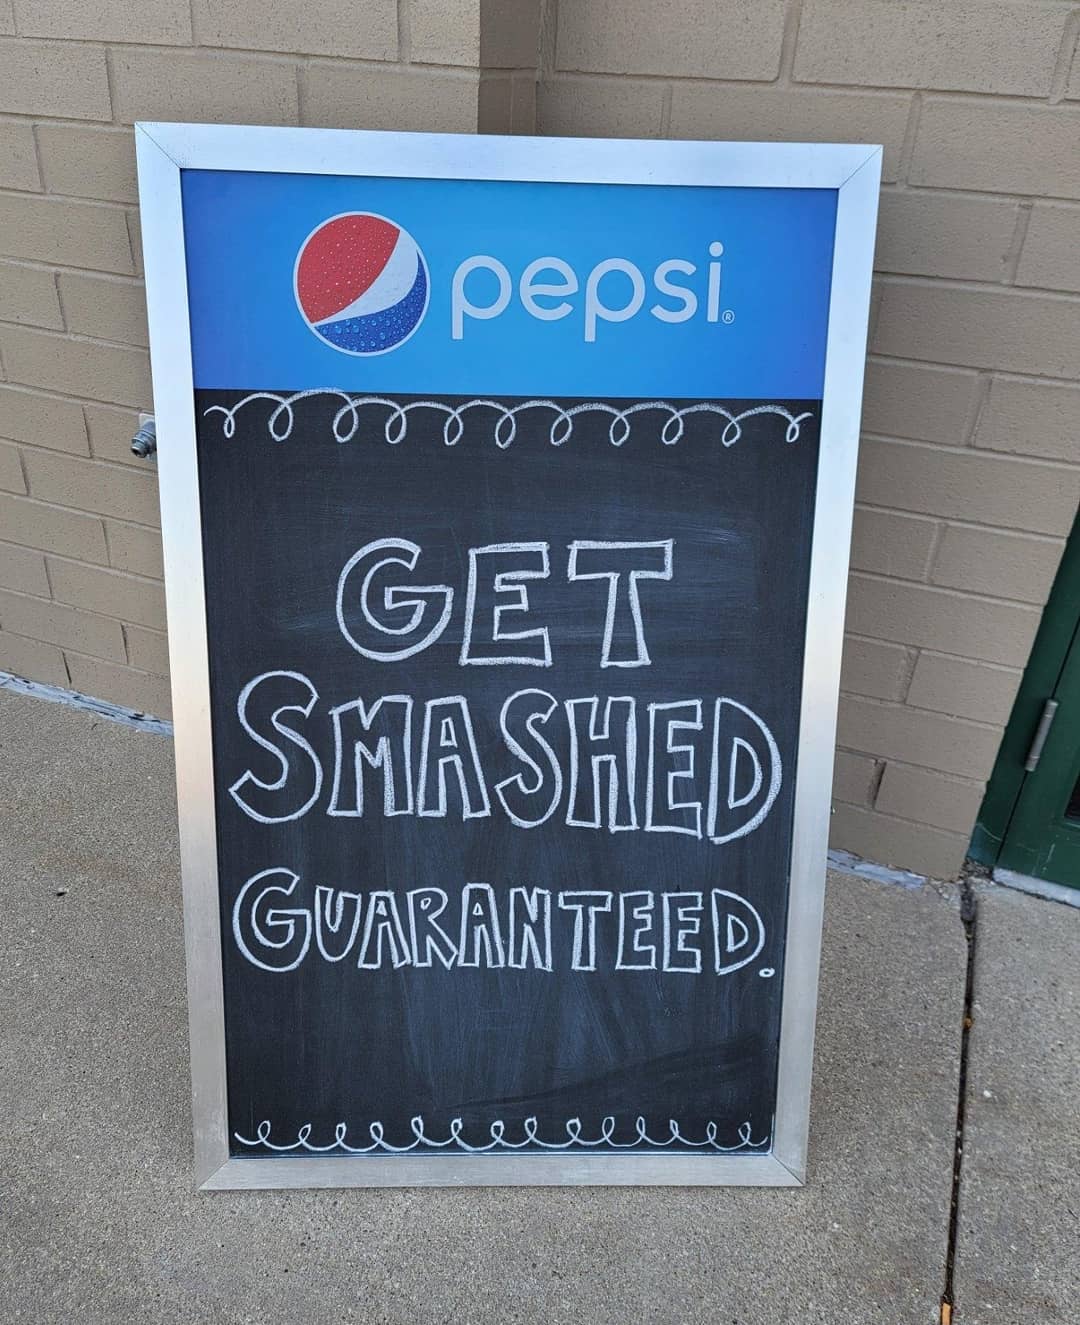 pepsi®
GET
SMASHED
GUARANTEED.